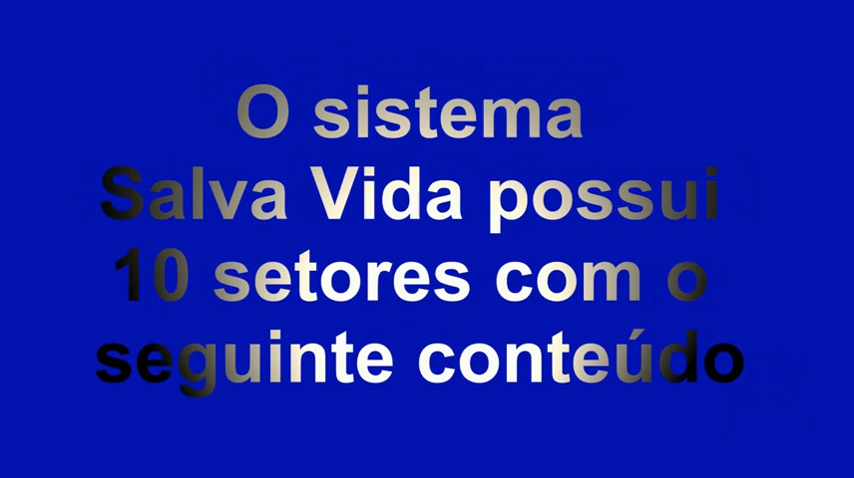 O sistema
Salva Vida possui
10 setores com o
seguinte conteúdo